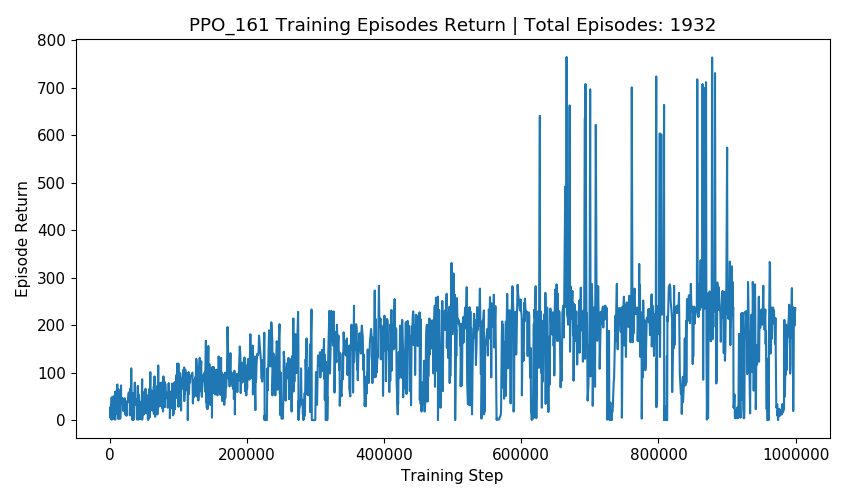 PPO_161 Training Episodes Return | Total Episodes: 1932
Episode Return
800
700
600
500
400
300
200
100
0
0 200000 400000 600000 800000 1000000
Training Step